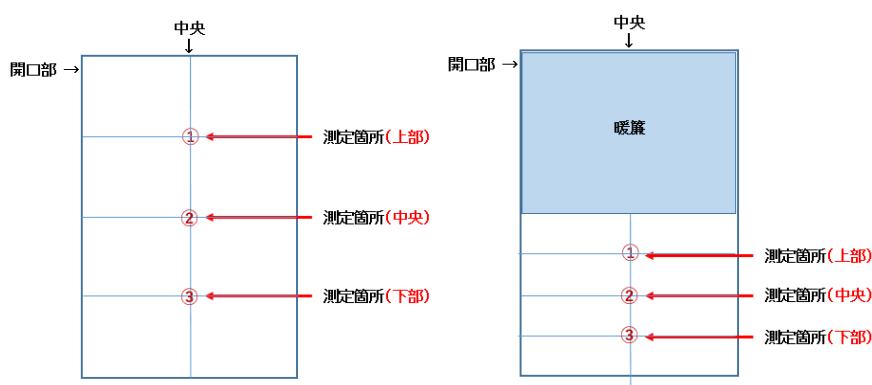 中央
開口部 →
① 測定箇所(上部)
② 測定箇所(中央)
③ 測定箇所(下部)
中央
開口部 →
暖簾
① 測定箇所(上部)
② 測定箇所(中央)
③ 測定箇所(下部)